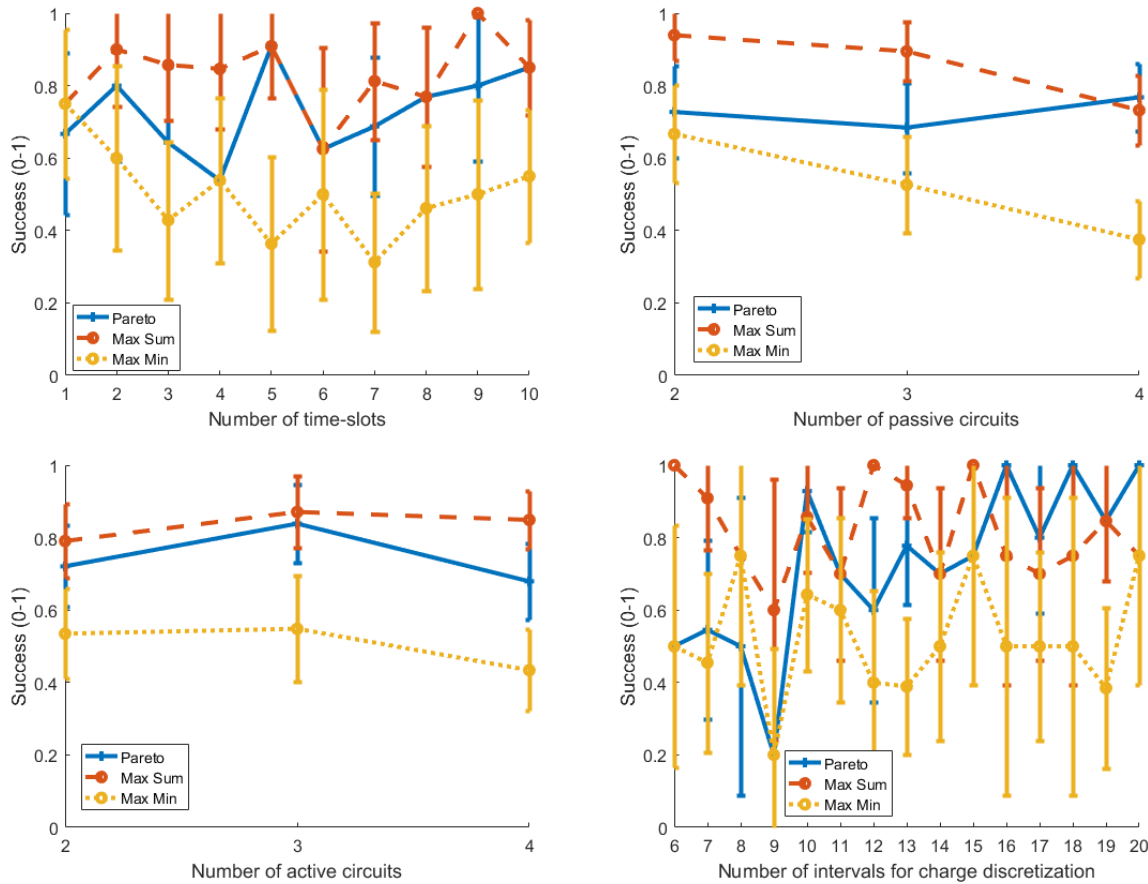 Success (0-1)
1
0.8
0.6
0.4
0.2
0
Pareto
Max Sum
Max Min
1 2 3 4 5 6 7 8 9 10
Number of time-slots
Success (0-1)
1
0.8
0.6
0.4
0.2
0
Pareto
Max Sum
Max Min
2 3 4
Number of passive circuits
Success (0-1)
1
0.8
0.6
0.4
0.2
0
Pareto
Max Sum
Max Min
2 3 4
Number of active circuits
Success (0-1)
1
0.8
0.6
0.4
0.2
0
Pareto
Max Sum
Max Min
6 7 8 9 10 11 12 13 14 15 16 17 18 19 20
Number of intervals for charge discretization